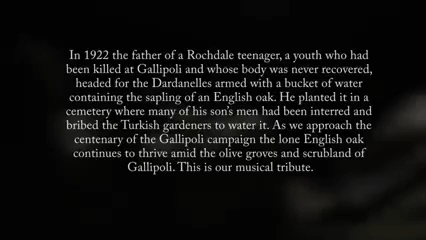 In 1922 the father of a Rochdale teenager, a youth who had
been killed at Gallipoli and whose body was never recovered,
headed for the Dardanelles armed with a bucket of water
containing the sapling of an English oak. He planted it in a
cemetery where many of his son's men had been interred and
bribed the Turkish gardeners to water it. As we approach the
centenary of the Gallipoli campaign the lone English oak
continues to thrive amid the olive groves and scrubland of
Gallipoli. This is our musical tribute.